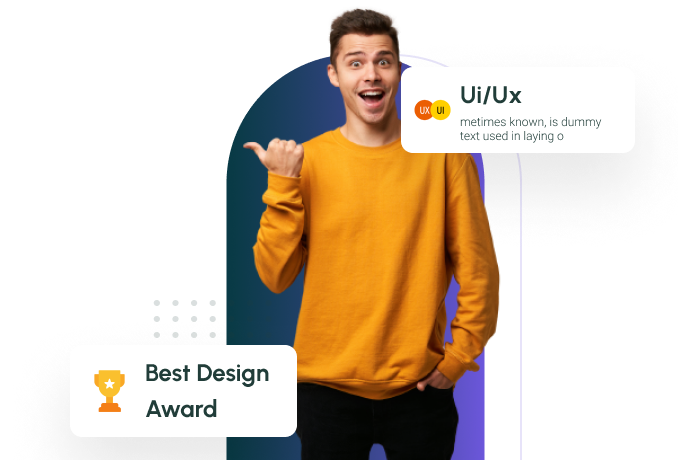 Ui/Ux
UX UI
metimes known, is dummy
text used in laying o
Best Design
Award